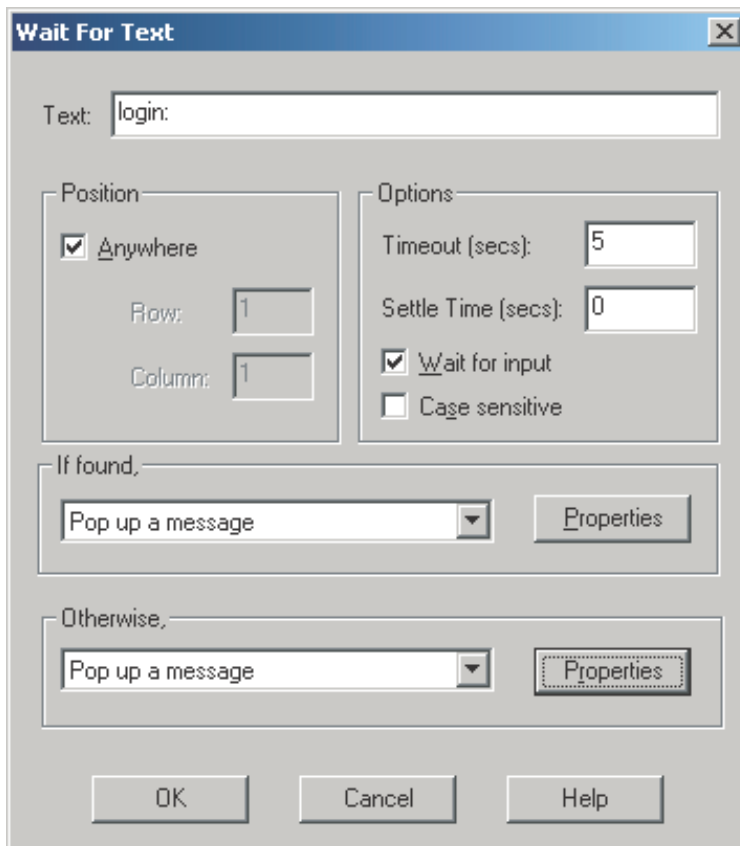 Wait For Text
Text: login:
Position
Anywhere
Row: 1
Column: 1
Options
Timeout (secs): 5
Settle Time (secs): 0
Wait for input
Case sensitive
If found,
Pop up a message Properties
Otherwise,
Pop up a message Properties
OK Cancel Help